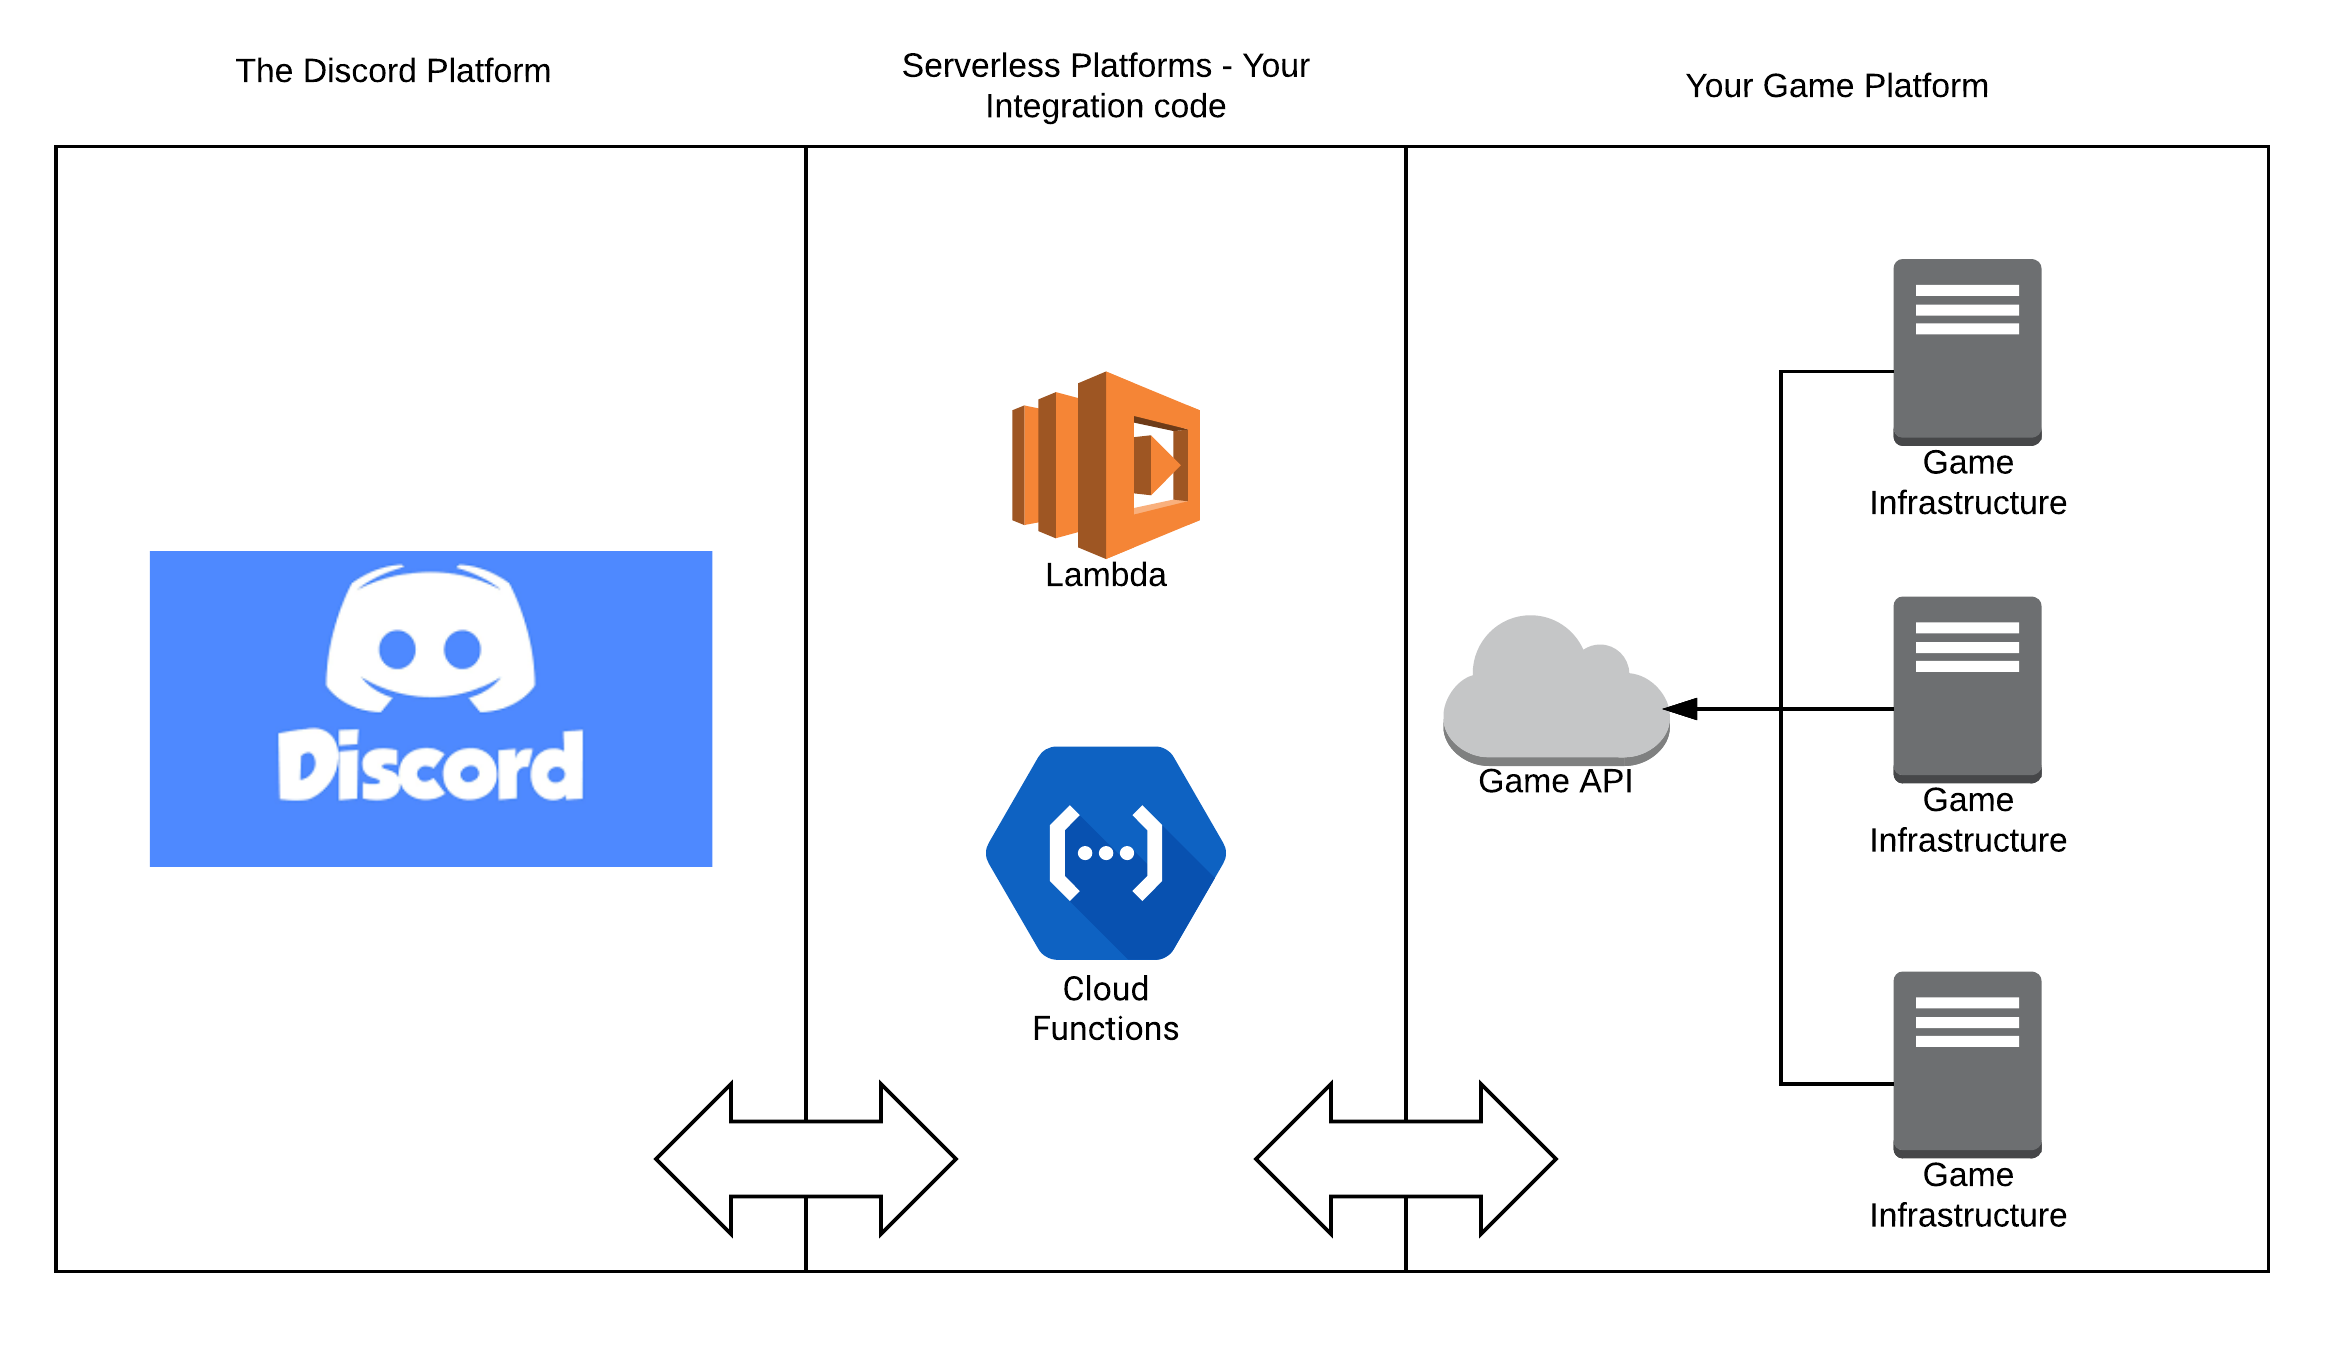 The Discord Platform
Serverless Platforms - Your
Integration code
Your Game Platform
Discord
Lambda
Cloud
Functions
Game API
Game
Infrastructure
Game
Infrastructure
Game
Infrastructure